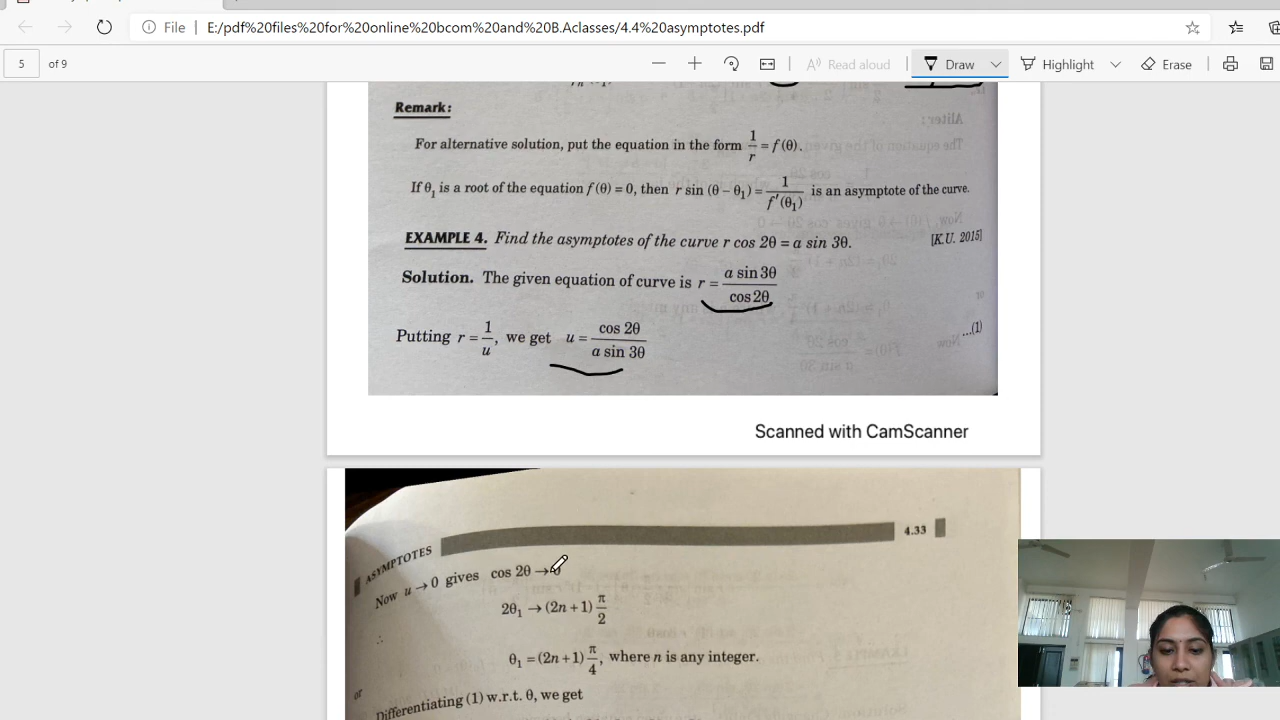 File E:/pdf%20files%20for%20online%20bcom%20and%20B.Aclasses/4.4%20asymptotes.pdf
5 of 9 Read aloud Draw Highlight Erase
Remark:
For alternative solution, put the equation in the form 1/r = f(θ).
If θ₁ is a root of the equation f(θ) = 0, then r sin (θ – θ₁) = 1/f′(θ₁) is an asymptote of the curve.
EXAMPLE 4. Find the asymptotes of the curve r cos 2θ = a sin 3θ. [K.U. 2015]
Solution. The given equation of curve is r = a sin 3θ/cos 2θ
Putting r = 1/u, we get u = cos 2θ/a sin 3θ ...(1)
Scanned with CamScanner
ASYMPTOTES 4.33
Now u → 0 gives cos 2θ →
∴ 2θ₁ → (2n + 1) π/2
or θ₁ = (2n + 1) π/4, where n is any integer.
Differentiating (1) w.r.t. θ, we get